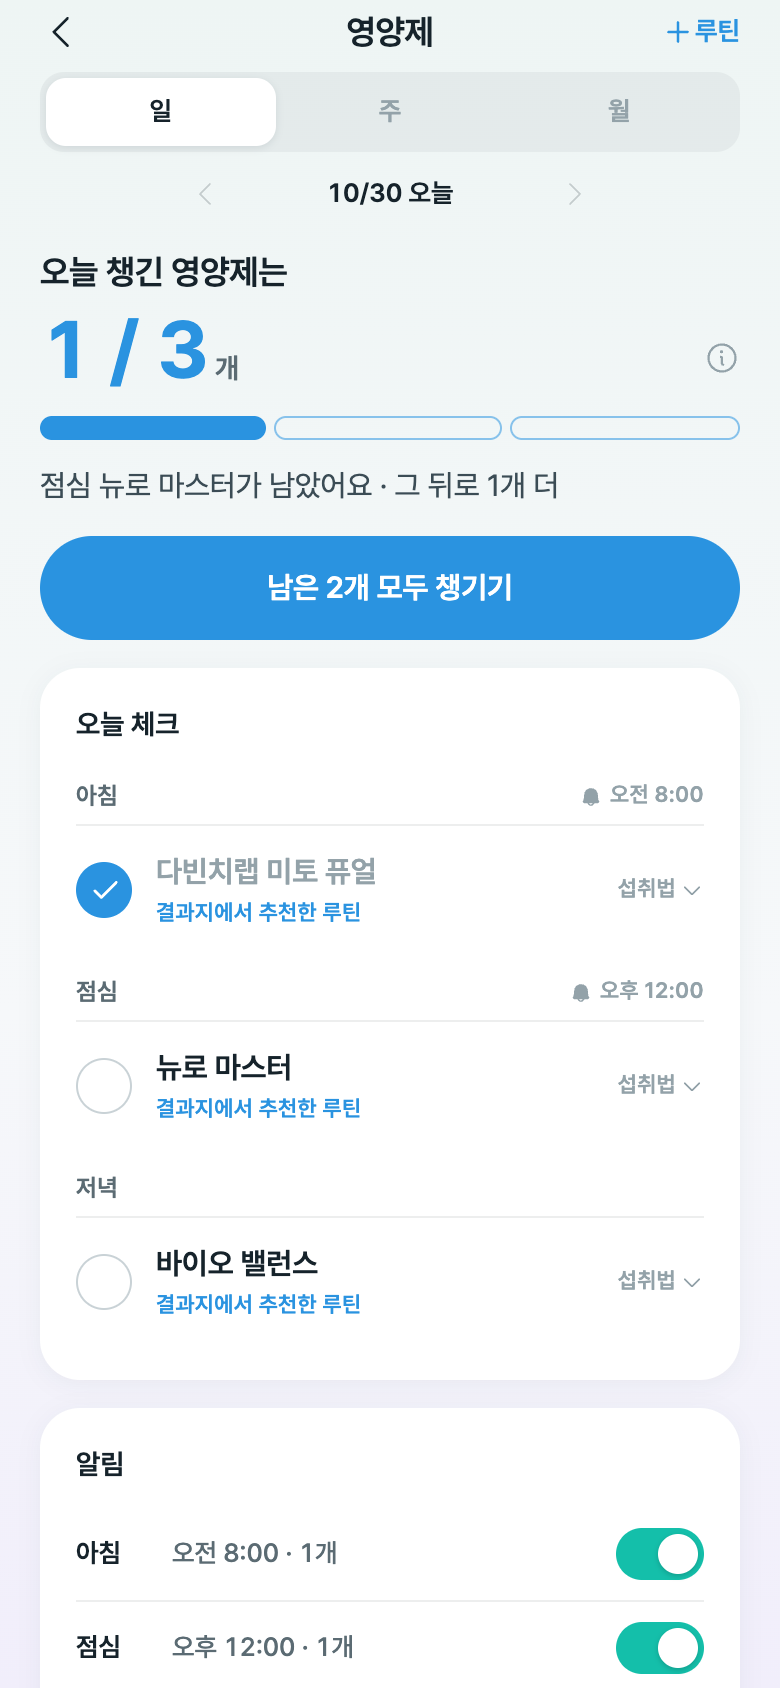 영양제
+ 루틴
일 주 월
10/30 오늘
오늘 챙긴 영양제는
1 / 3 개
점심 뉴로 마스터가 남았어요 · 그 뒤로 1개 더
남은 2개 모두 챙기기
오늘 체크
아침 오전 8:00
다빈치랩 미토 퓨얼
결과지에서 추천한 루틴
섭취법
점심 오후 12:00
뉴로 마스터
결과지에서 추천한 루틴
섭취법
저녁
바이오 밸런스
결과지에서 추천한 루틴
섭취법
알림
아침 오전 8:00 · 1개
점심 오후 12:00 · 1개